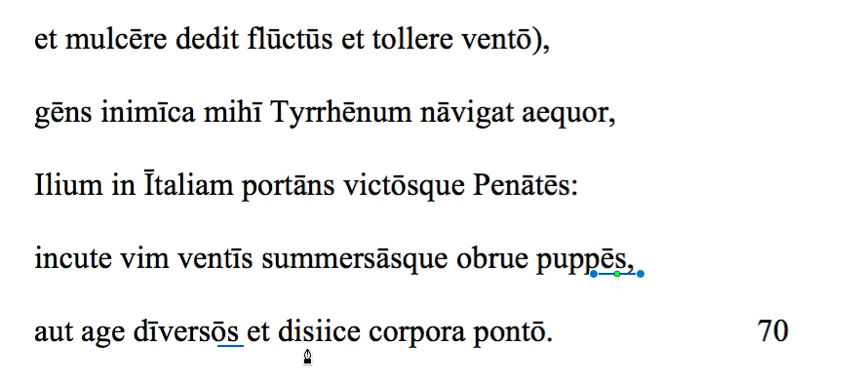 et mulcēre dedit flūctūs et tollere ventō),
gēns inimīca mihī Tyrrhēnum nāvigat aequor,
Ilium in Ītaliam portāns victōsque Penātēs:
incute vim ventīs summersāsque obrue puppēs,
aut age dīversōs et disiice corpora pontō. 70